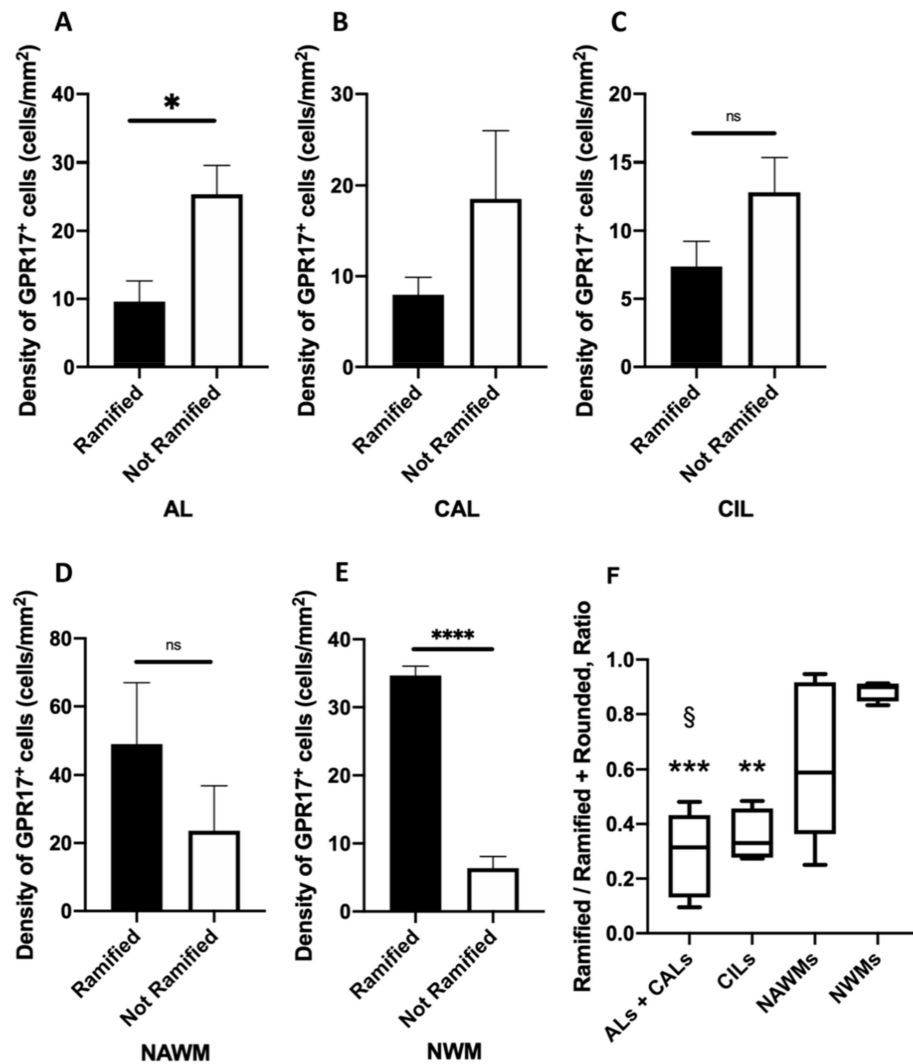 A
Density of GPR17+ cells (cells/mm2)
40
30
20
10
0
*
Ramified
Not Ramified
AL
B
Density of GPR17+ cells (cells/mm2)
30
20
10
0
Ramified
Not Ramified
CAL
C
Density of GPR17+ cells (cells/mm2)
20
15
10
5
0
ns
Ramified
Not Ramified
CIL
D
Density of GPR17+ cells (cells/mm2)
80
60
40
20
0
ns
Ramified
Not Ramified
NAWM
E
Density of GPR17+ cells (cells/mm2)
40
30
20
10
0
****
Ramified
Not Ramified
NWM
F
Ramified / Ramified + Rounded, Ratio
1.0
0.8
0.6
0.4
0.2
0.0
§
***
**
ALs + CALs
CILs
NAWMs
NWMs